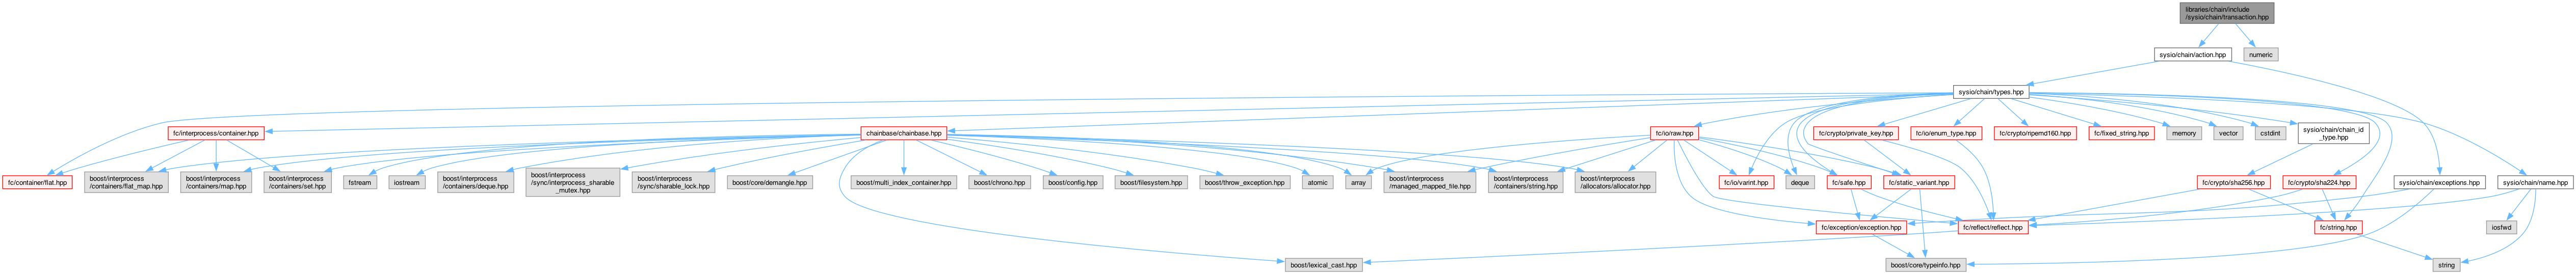 libraries/chain/include
/sysio/chain/transaction.hpp
sysio/chain/action.hpp
numeric
sysio/chain/types.hpp
fc/interprocess/container.hpp
chainbase/chainbase.hpp
fc/io/raw.hpp
fc/crypto/private_key.hpp
fc/io/enum_type.hpp
fc/crypto/ripemd160.hpp
fc/fixed_string.hpp
memory
vector
cstdint
sysio/chain/chain_id
_type.hpp
fc/container/flat.hpp
boost/interprocess
/containers/flat_map.hpp
boost/interprocess
/containers/map.hpp
boost/interprocess
/containers/set.hpp
fstream
iostream
boost/interprocess
/containers/deque.hpp
boost/interprocess
/sync/interprocess_sharable
_mutex.hpp
boost/interprocess
/sync/sharable_lock.hpp
boost/core/demangle.hpp
boost/multi_index_container.hpp
boost/chrono.hpp
boost/config.hpp
boost/filesystem.hpp
boost/throw_exception.hpp
atomic
array
boost/interprocess
/managed_mapped_file.hpp
boost/interprocess
/containers/string.hpp
boost/interprocess
/allocators/allocator.hpp
fc/io/varint.hpp
deque
fc/safe.hpp
fc/static_variant.hpp
fc/crypto/sha256.hpp
fc/crypto/sha224.hpp
sysio/chain/exceptions.hpp
sysio/chain/name.hpp
fc/exception/exception.hpp
fc/reflect/reflect.hpp
fc/string.hpp
iosfwd
boost/lexical_cast.hpp
boost/core/typeinfo.hpp
string